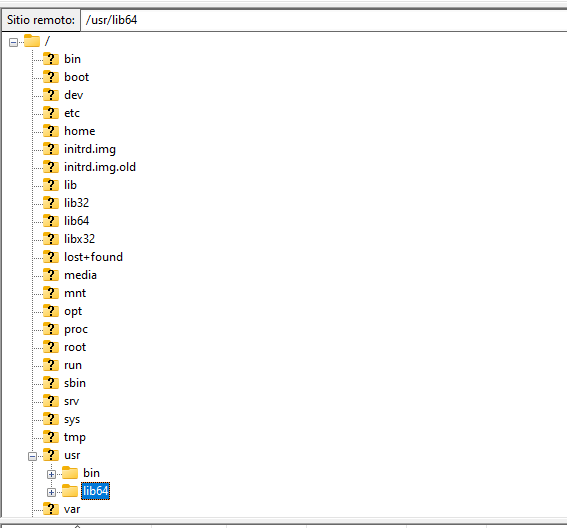 Sitio remoto: /usr/lib64
/
bin
boot
dev
etc
home
initrd.img
initrd.img.old
lib
lib32
lib64
libx32
lost+found
media
mnt
opt
proc
root
run
sbin
srv
sys
tmp
usr
bin
lib64
var